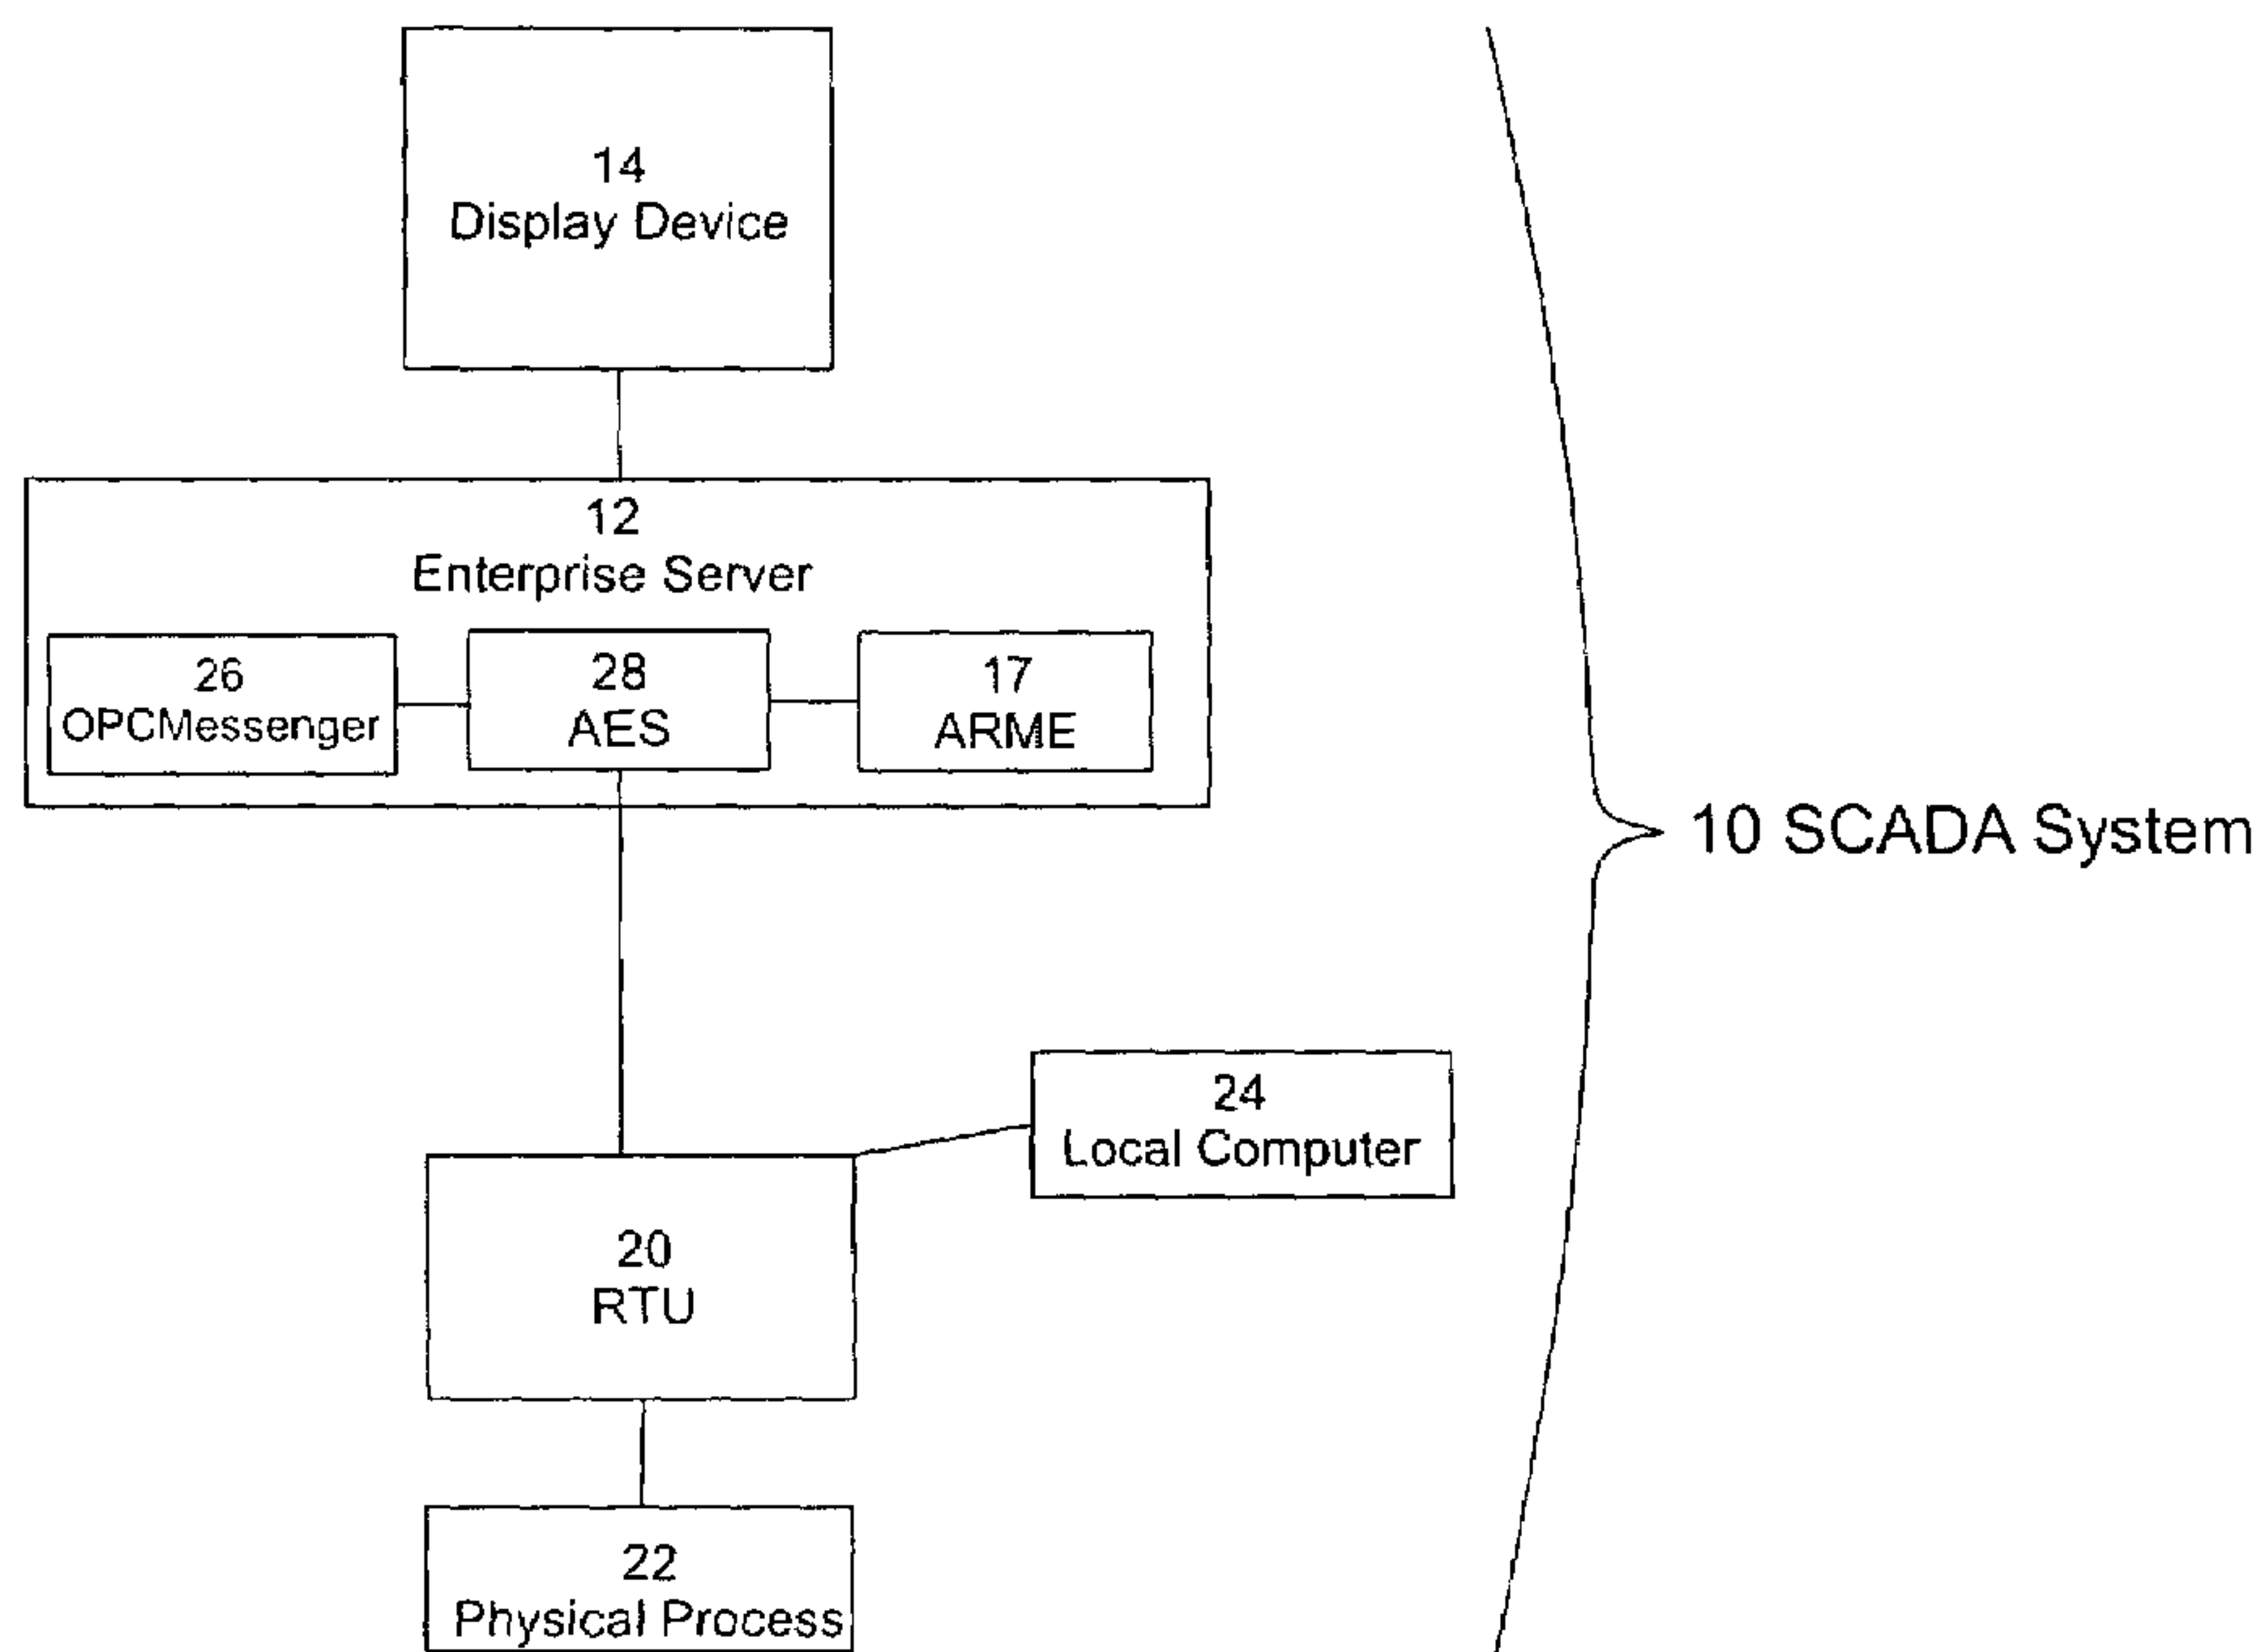 14
Display Device
12
Enterprise Server
26
OPCMessenger
28
AES
17
ARME
10 SCADA System
24
Local Computer
20
RTU
22
Physical Process